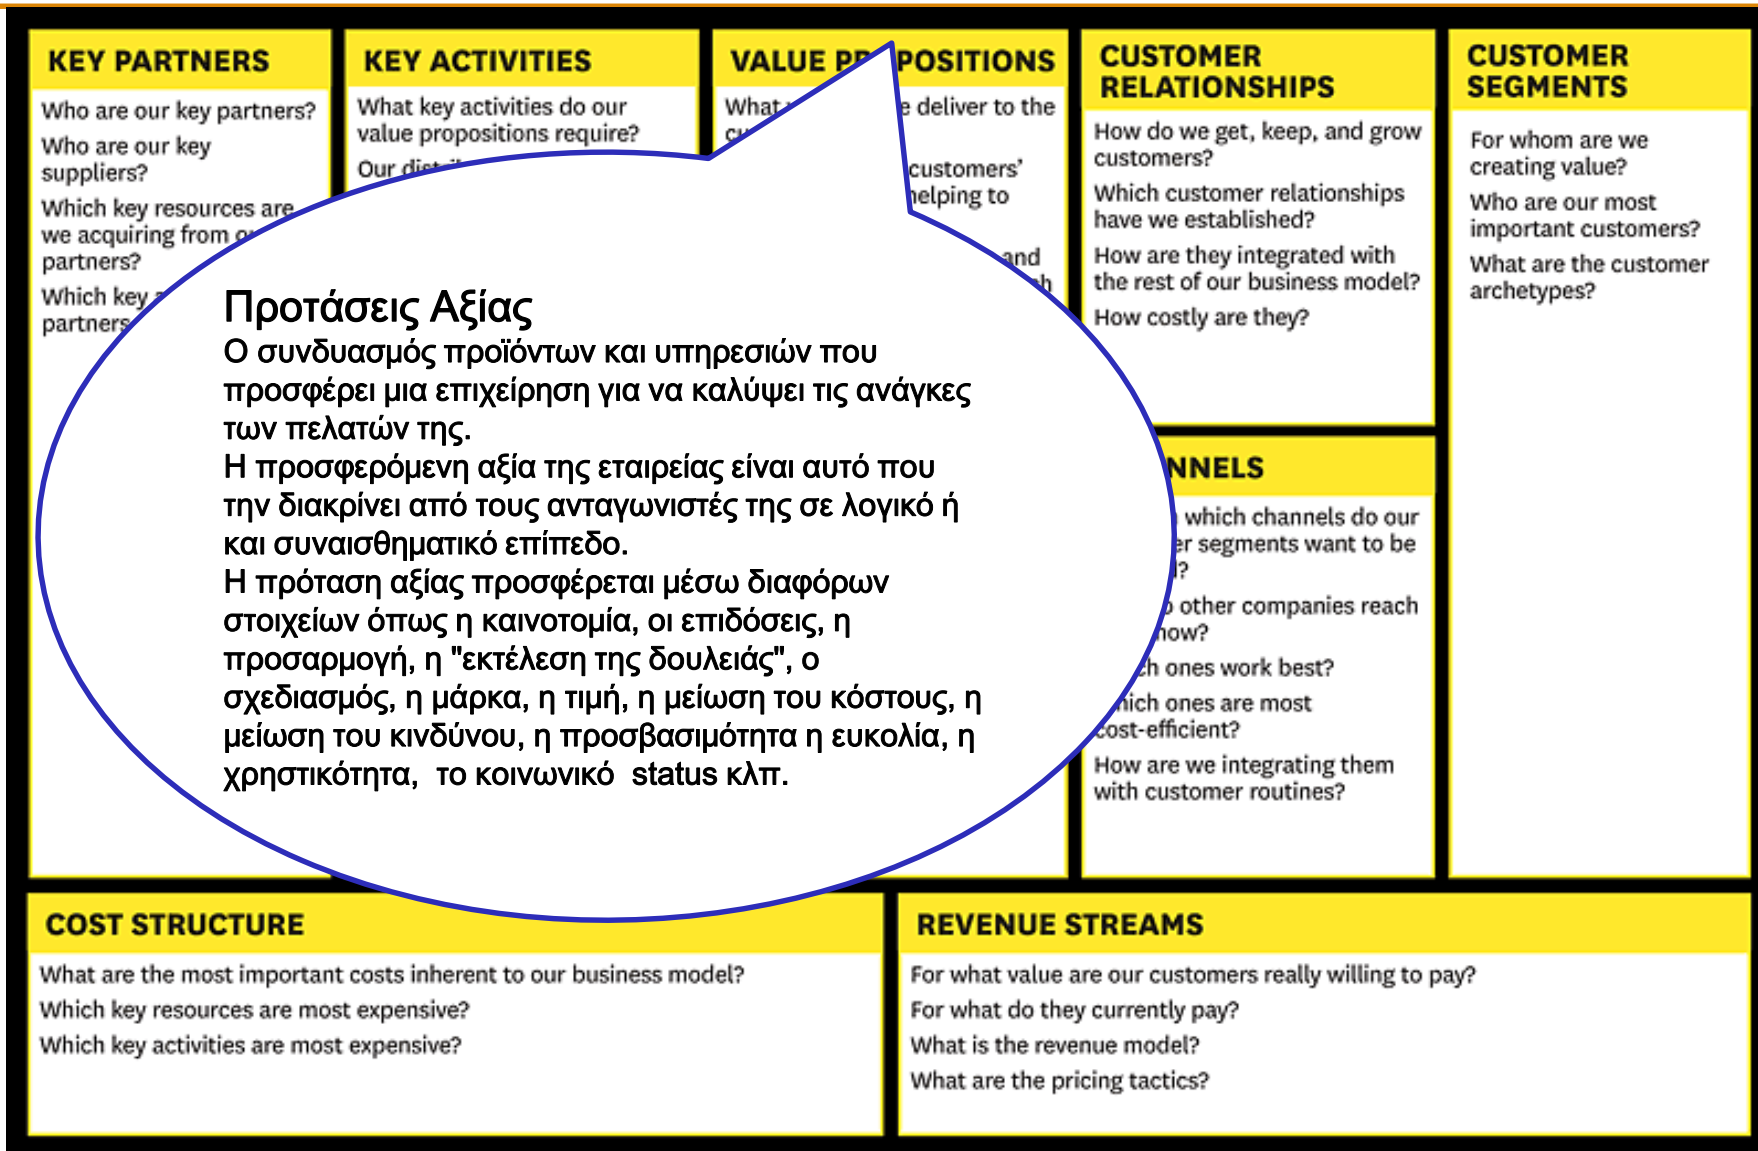 KEY PARTNERS
Who are our key partners?
Who are our key
suppliers?
Which key resources are
we acquiring from
partners?
Which key
partners
KEY ACTIVITIES
What key activities do our
value propositions require?
Our
VALUE PROPOSITIONS
What deliver to the
customers’
helping to
and
CUSTOMER
RELATIONSHIPS
How do we get, keep, and grow
customers?
Which customer relationships
have we established?
How are they integrated with
the rest of our business model?
How costly are they?
CUSTOMER
SEGMENTS
For whom are we
creating value?
Who are our most
important customers?
What are the customer
archetypes?
Προτάσεις Αξίας
Ο συνδυασμός προϊόντων και υπηρεσιών που
προσφέρει μια επιχείρηση για να καλύψει τις ανάγκες
των πελατών της.
Η προσφερόμενη αξία της εταιρείας είναι αυτό που
την διακρίνει από τους ανταγωνιστές της σε λογικό ή
και συναισθηματικό επίπεδο.
Η πρόταση αξίας προσφέρεται μέσω διαφόρων
στοιχείων όπως η καινοτομία, οι επιδόσεις, η
προσαρμογή, η "εκτέλεση της δουλειάς", ο
σχεδιασμός, η μάρκα, η τιμή, η μείωση του κόστους, η
μείωση του κινδύνου, η προσβασιμότητα η ευκολία, η
χρηστικότητα, το κοινωνικό status κλπ.
NNELS
which channels do our
segments want to be
other companies reach
now?
ones work best?
Which ones are most
cost-efficient?
How are we integrating them
with customer routines?
COST STRUCTURE
What are the most important costs inherent to our business model?
Which key resources are most expensive?
Which key activities are most expensive?
REVENUE STREAMS
For what value are our customers really willing to pay?
For what do they currently pay?
What is the revenue model?
What are the pricing tactics?